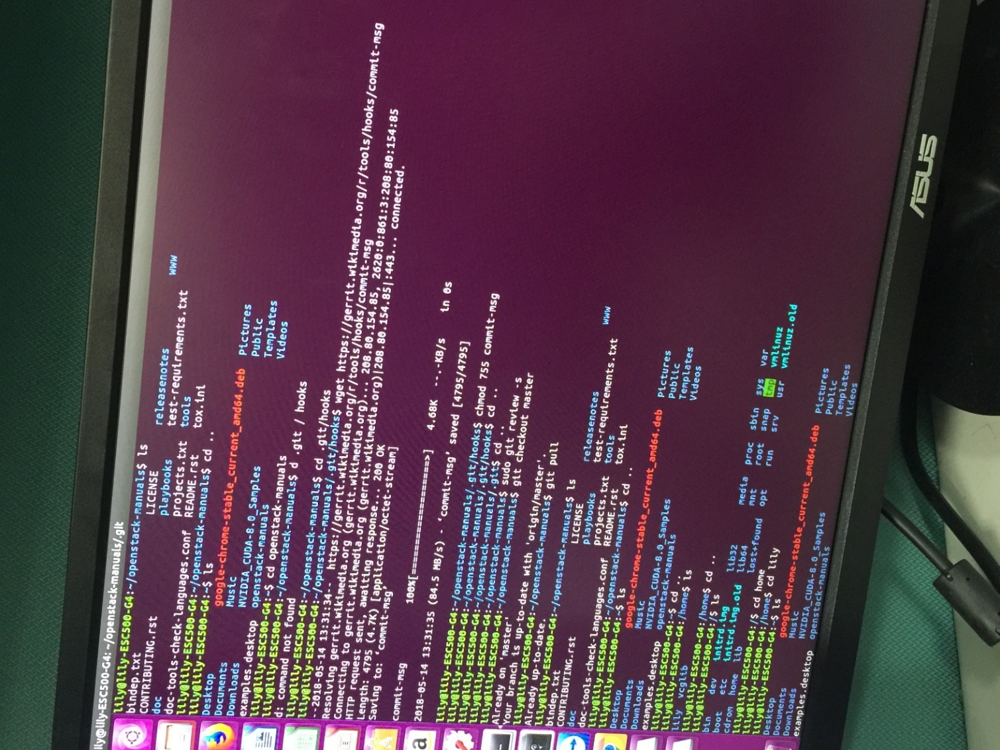 lly@lily-ESC500-G4: ~/openstack-manuals/.git
lily@lily-ESC500-G4:~/openstack-manuals$ ls
bindep.txt LICENSE releasenotes www
CONTRIBUTING.rst playbooks test-requirements.txt
doc projects.txt tools
doc-tools-check-languages.conf README.rst tox.ini
lily@lily-ESC500-G4:~/openstack-manuals$ cd ..
lily@lily-ESC500-G4:~$ ls
Desktop google-chrome-stable_current_amd64.deb Pictures
Documents Music Public
Downloads NVIDIA_CUDA-8.0_Samples Templates
examples.desktop openstack-manuals Videos
lily@lily-ESC500-G4:~$ cd openstack-manuals
lily@lily-ESC500-G4:~/openstack-manuals$ d .git / hooks
d: command not found
lily@lily-ESC500-G4:~/openstack-manuals$ cd .git/hooks
lily@lily-ESC500-G4:~/openstack-manuals/.git/hooks$ wget https://gerrit.wikimedia.org/r/tools/hooks/commit-msg
--2018-05-14 13:31:34-- https://gerrit.wikimedia.org/r/tools/hooks/commit-msg
Resolving gerrit.wikimedia.org (gerrit.wikimedia.org)... 208.80.154.85, 2620:0:861:3:208:80:154:85
Connecting to gerrit.wikimedia.org (gerrit.wikimedia.org)|208.80.154.85|:443... connected.
HTTP request sent, awaiting response... 200 OK
Length: 4795 (4.7K) [application/octet-stream]
Saving to: ‘commit-msg’
commit-msg 100%[===================>] 4.68K --.-KB/s in 0s
2018-05-14 13:31:35 (84.5 MB/s) - ‘commit-msg’ saved [4795/4795]
lily@lily-ESC500-G4:~/openstack-manuals/.git/hooks$ chmod 755 commit-msg
lily@lily-ESC500-G4:~/openstack-manuals/.git/hooks$ cd ..
lily@lily-ESC500-G4:~/openstack-manuals/.git$ cd ..
lily@lily-ESC500-G4:~/openstack-manuals$ sudo git review -s
lily@lily-ESC500-G4:~/openstack-manuals$ git checkout master
Already on 'master'
Your branch is up-to-date with 'origin/master'.
lily@lily-ESC500-G4:~/openstack-manuals$ git pull
Already up-to-date.
lily@lily-ESC500-G4:~/openstack-manuals$ ls
bindep.txt LICENSE releasenotes www
CONTRIBUTING.rst playbooks test-requirements.txt
doc projects.txt tools
doc-tools-check-languages.conf README.rst tox.ini
lily@lily-ESC500-G4:~/openstack-manuals$ cd ..
lily@lily-ESC500-G4:~$ ls
Desktop google-chrome-stable_current_amd64.deb Pictures
Documents Music Public
Downloads NVIDIA_CUDA-8.0_Samples Templates
examples.desktop openstack-manuals Videos
lily@lily-ESC500-G4:~$ cd ..
lily@lily-ESC500-G4:/home$ ls
lily vcglib
lily@lily-ESC500-G4:/home$ cd ..
lily@lily-ESC500-G4:/$ ls
bin dev initrd.img lib32 media proc sbin sys var
boot etc initrd.img.old lib64 mnt root snap tmp vmlinuz
cdrom home lib lost+found opt run srv usr vmlinuz.old
lily@lily-ESC500-G4:/$ cd home
lily@lily-ESC500-G4:/home$ cd lily
lily@lily-ESC500-G4:~$ ls
Desktop google-chrome-stable_current_amd64.deb Pictures
Documents Music Public
Downloads NVIDIA_CUDA-8.0_Samples Templates
examples.desktop openstack-manuals Videos
ASUS